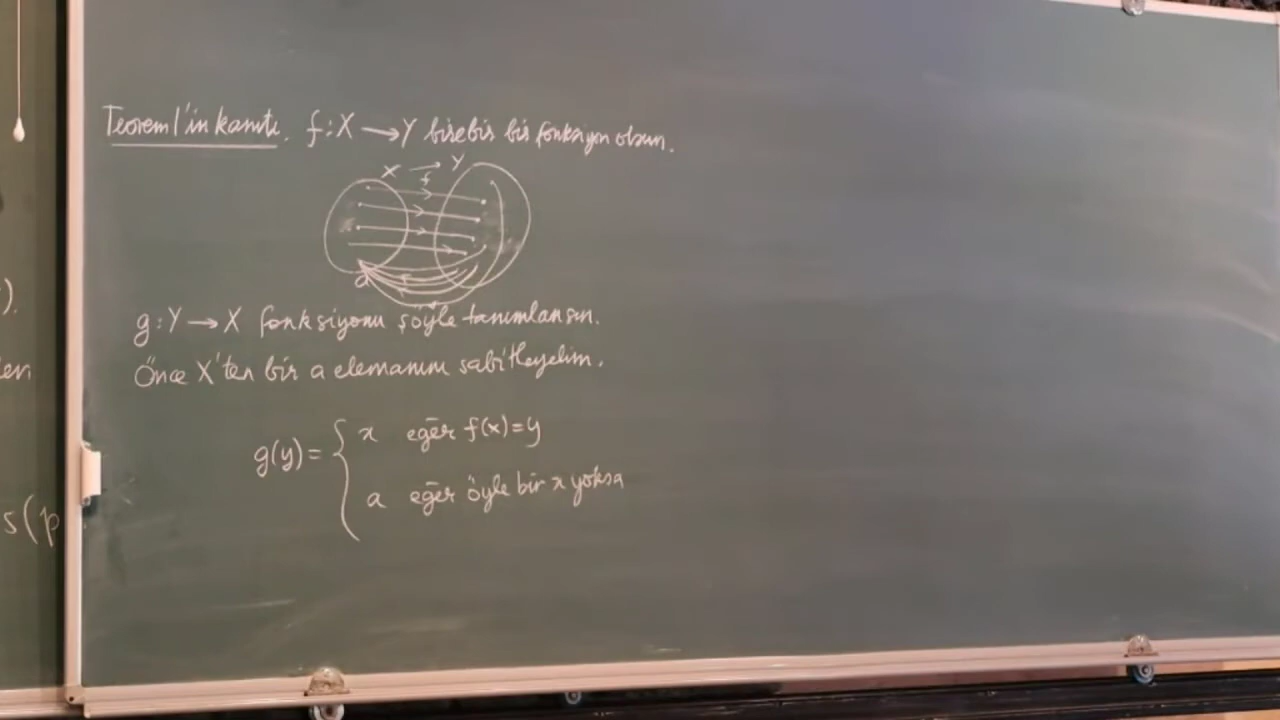 Teorem 1'in kanıtı. f: X → Y birebir bir fonksiyon olsun.
X → Y
f
a
g: Y → X fonksiyonu şöyle tanımlansın.
Önce X'ten bir a elemanını sabitleyelim.
g(y) = { x eğer f(x)=y
a eğer öyle bir x yoksa
).
s(p